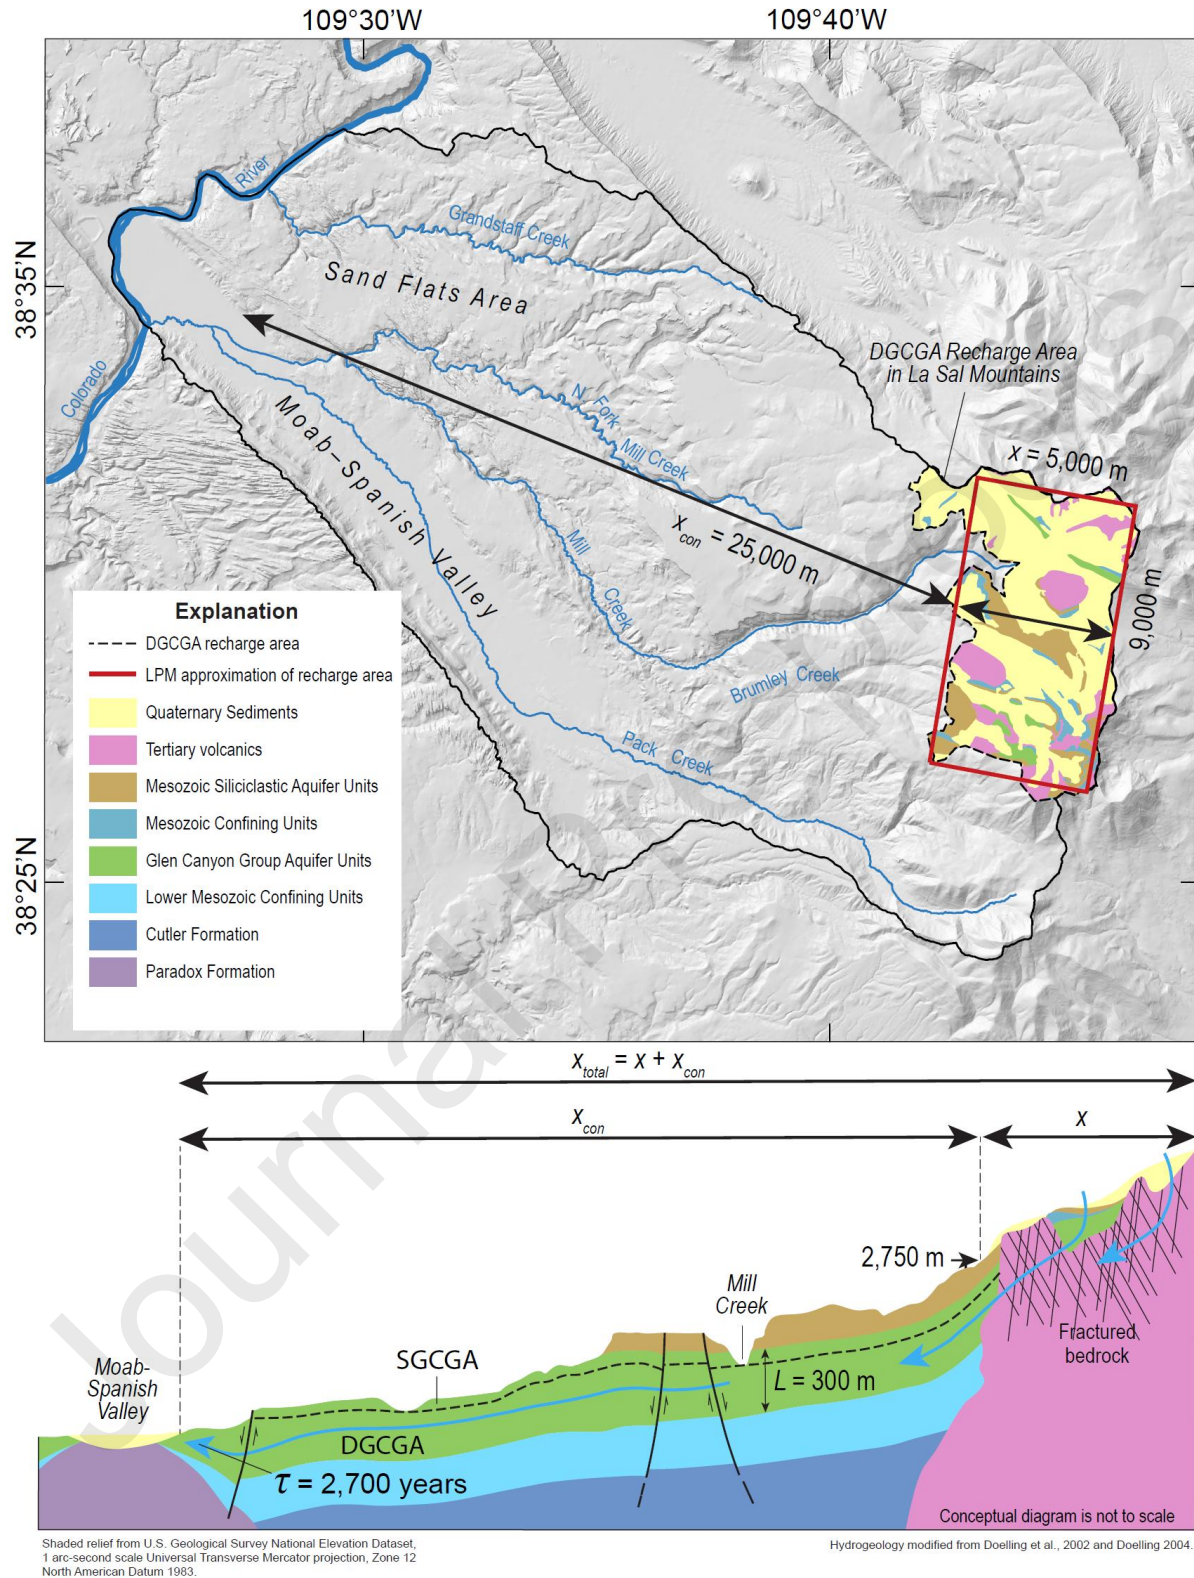 109°30’W
109°40’W
38°35’N
38°25’N
River
Grandstaff Creek
Sand Flats Area
Colorado
DGCGA Recharge Area
in La Sal Mountains
x = 5,000 m
9,000 m
N Fork Mill Creek
xcon = 25,000 m
Moab–Spanish Valley
Mill Creek
Brumley Creek
Pack Creek
Explanation
DGCGA recharge area
LPM approximation of recharge area
Quaternary Sediments
Tertiary volcanics
Mesozoic Siliciclastic Aquifer Units
Mesozoic Confining Units
Glen Canyon Group Aquifer Units
Lower Mesozoic Confining Units
Cutler Formation
Paradox Formation
xtotal = x + xcon
xcon
x
2,750 m
Mill
Creek
Fractured
bedrock
SGCGA
L = 300 m
Moab-
Spanish
Valley
DGCGA
τ = 2,700 years
Conceptual diagram is not to scale
Shaded relief from U.S. Geological Survey National Elevation Dataset,
1 arc-second scale Universal Transverse Mercator projection, Zone 12
North American Datum 1983.
Hydrogeology modified from Doelling et al., 2002 and Doelling 2004.
Journal